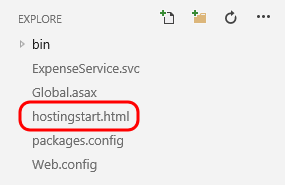 EXPLORE
bin
ExpenseService.svc
Global.asax
hostingstart.html
packages.config
Web.config